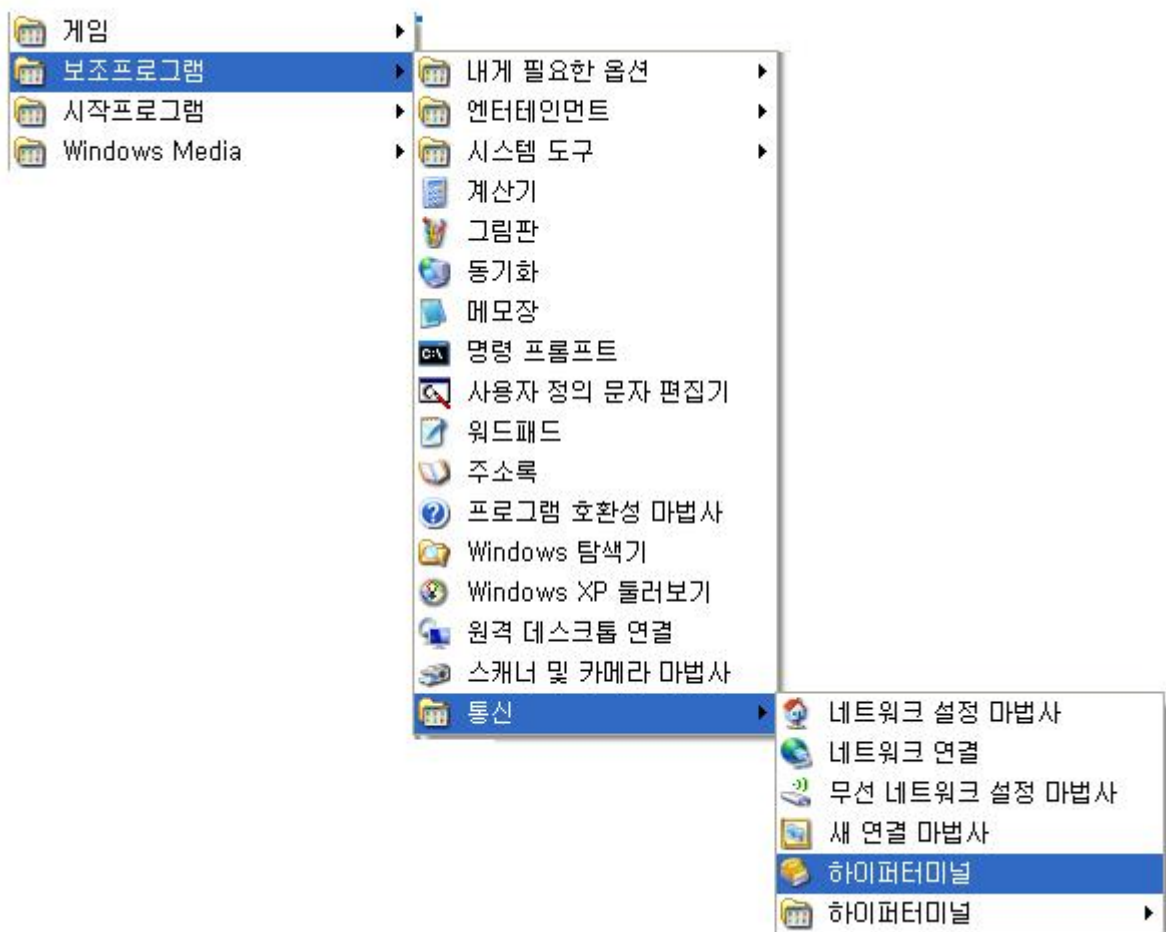 게임
보조프로그램
시작프로그램
Windows Media
내게 필요한 옵션
엔터테인먼트
시스템 도구
계산기
그림판
동기화
메모장
명령 프롬프트
사용자 정의 문자 편집기
워드패드
주소록
프로그램 호환성 마법사
Windows 탐색기
Windows XP 둘러보기
원격 데스크톱 연결
스캐너 및 카메라 마법사
통신
네트워크 설정 마법사
네트워크 연결
무선 네트워크 설정 마법사
새 연결 마법사
하이퍼터미널
하이퍼터미널